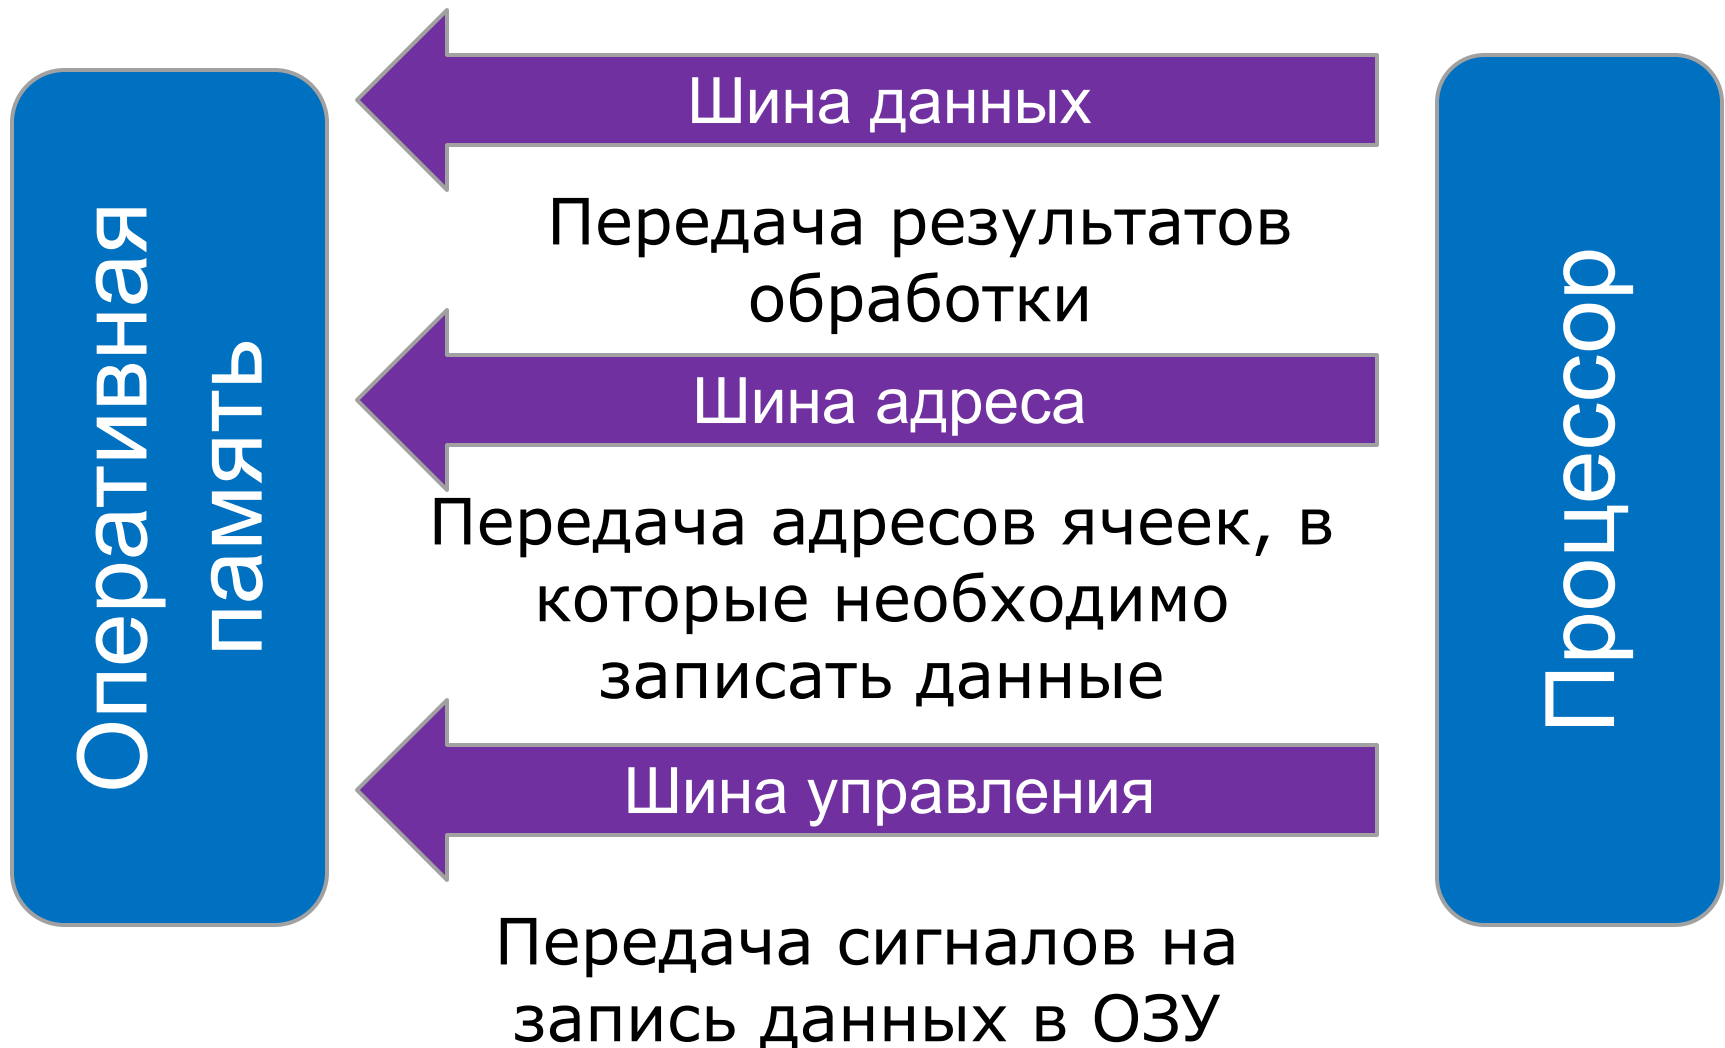 Оперативная
память
Шина данных
Передача результатов
обработки
Шина адреса
Передача адресов ячеек, в
которые необходимо
записать данные
Шина управления
Передача сигналов на
запись данных в ОЗУ
Процессор